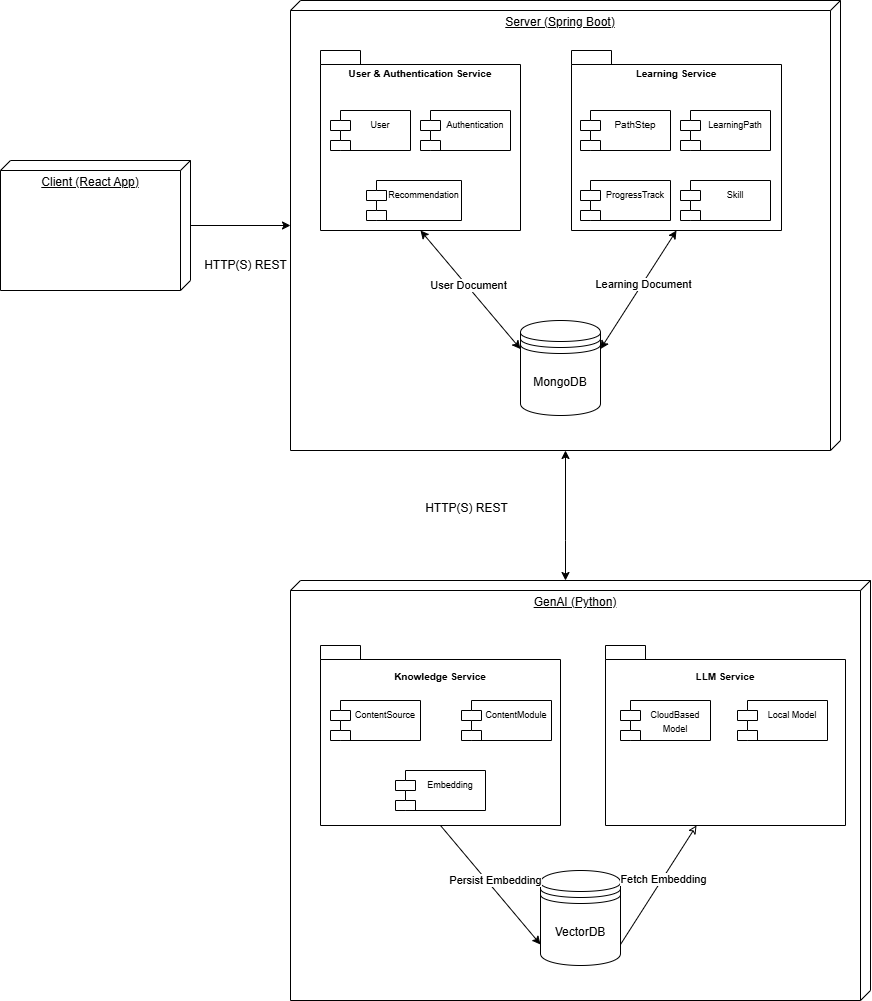 Server (Spring Boot)
User & Authentication Service
Learning Service
User
Authentication
PathStep
LearningPath
Client (React App)
Recommendation
ProgressTrack
Skill
HTTP(S) REST
User Document
Learning Document
MongoDB
HTTP(S) REST
GenAI (Python)
Knowledge Service
LLM Service
ContentSource
ContentModule
CloudBased
Model
Local Model
Embedding
Persist Embedding
Fetch Embedding
VectorDB